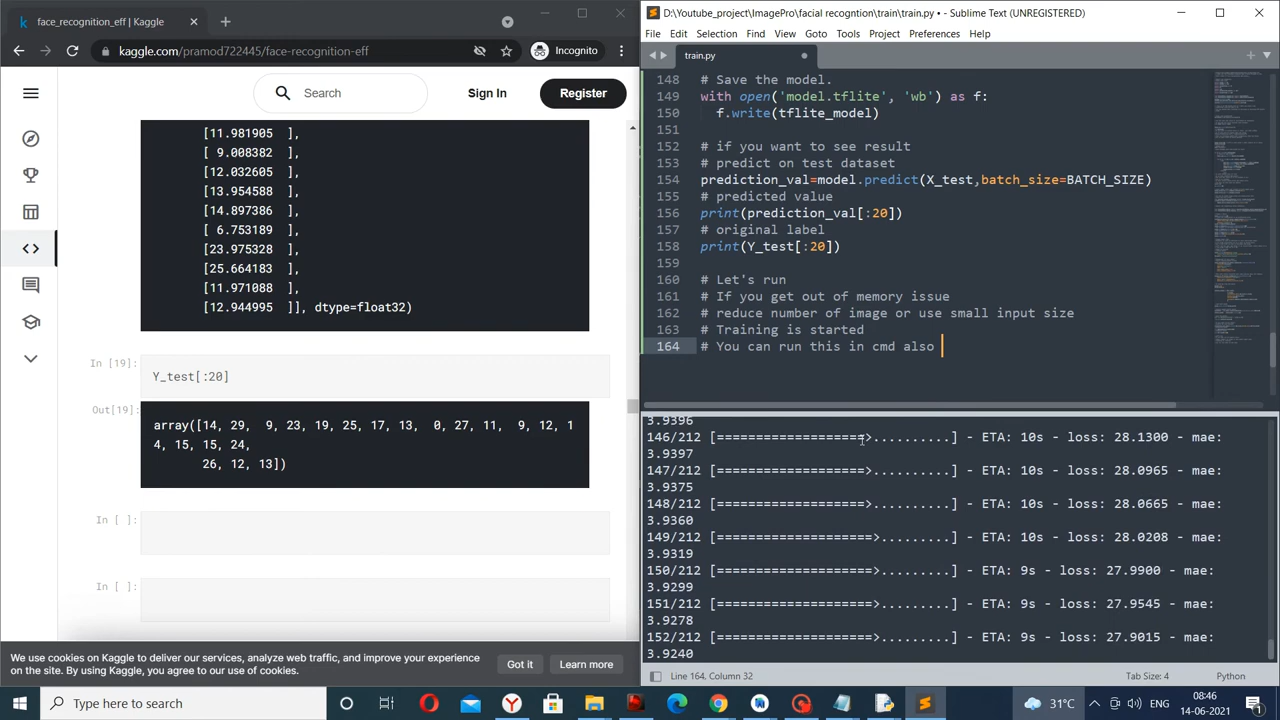 face_recognition_eff | Kaggle
kaggle.com/pramod722445/face-recognition-eff
Incognito
Search
Sign In
Register
[11.981905  ],
[ 9.008382  ],
[12.032605  ],
[13.954588  ],
[14.897386  ],
[ 6.753189  ],
[23.975328  ],
[25.664183  ],
[11.971085  ],
[12.944995  ]], dtype=float32)
In [19]:
Y_test[:20]
Out[19]:
array([14, 29,  9, 23, 19, 25, 17, 13,  0, 27, 11,  9, 12, 1
4, 15, 15, 24,
26, 12, 13])
In [ ]:
In [ ]:
We use cookies on Kaggle to deliver our services, analyze web traffic, and improve your experience
on the site. By using Kaggle, you agree to our use of cookies.
Got it
Learn more
D:\Youtube_project\ImagePro\facial recogntion\train\train.py • - Sublime Text (UNREGISTERED)
File Edit Selection Find View Goto Tools Project Preferences Help
train.py
148 # Save the model.
149 with open('model.tflite', 'wb') as f:
150   f.write(tflite_model)
151
152 # if you want to see result
153 # predict on test dataset
154 prediction_val=model.predict(X_test,batch_size=BATCH_SIZE)
155 # predicted value
156 print(prediction_val[:20])
157 # original label
158 print(Y_test[:20])
159
160 # Let's run
161 # If you get out of memory issue
162 # reduce number of image or use small input size
163 # Training is started
164 # You can run this in cmd also
3.9396
146/212 [===================>..........] - ETA: 10s - loss: 28.1300 - mae:
3.9397
147/212 [===================>..........] - ETA: 10s - loss: 28.0965 - mae:
3.9375
148/212 [===================>..........] - ETA: 10s - loss: 28.0665 - mae:
3.9360
149/212 [====================>.........] - ETA: 10s - loss: 28.0208 - mae:
3.9319
150/212 [====================>.........] - ETA: 9s - loss: 27.9900 - mae:
3.9299
151/212 [====================>.........] - ETA: 9s - loss: 27.9545 - mae:
3.9278
152/212 [====================>.........] - ETA: 9s - loss: 27.9015 - mae:
3.9240
Line 164, Column 32
Tab Size: 4
Python
Type here to search
31°C
08:46
14-06-2021